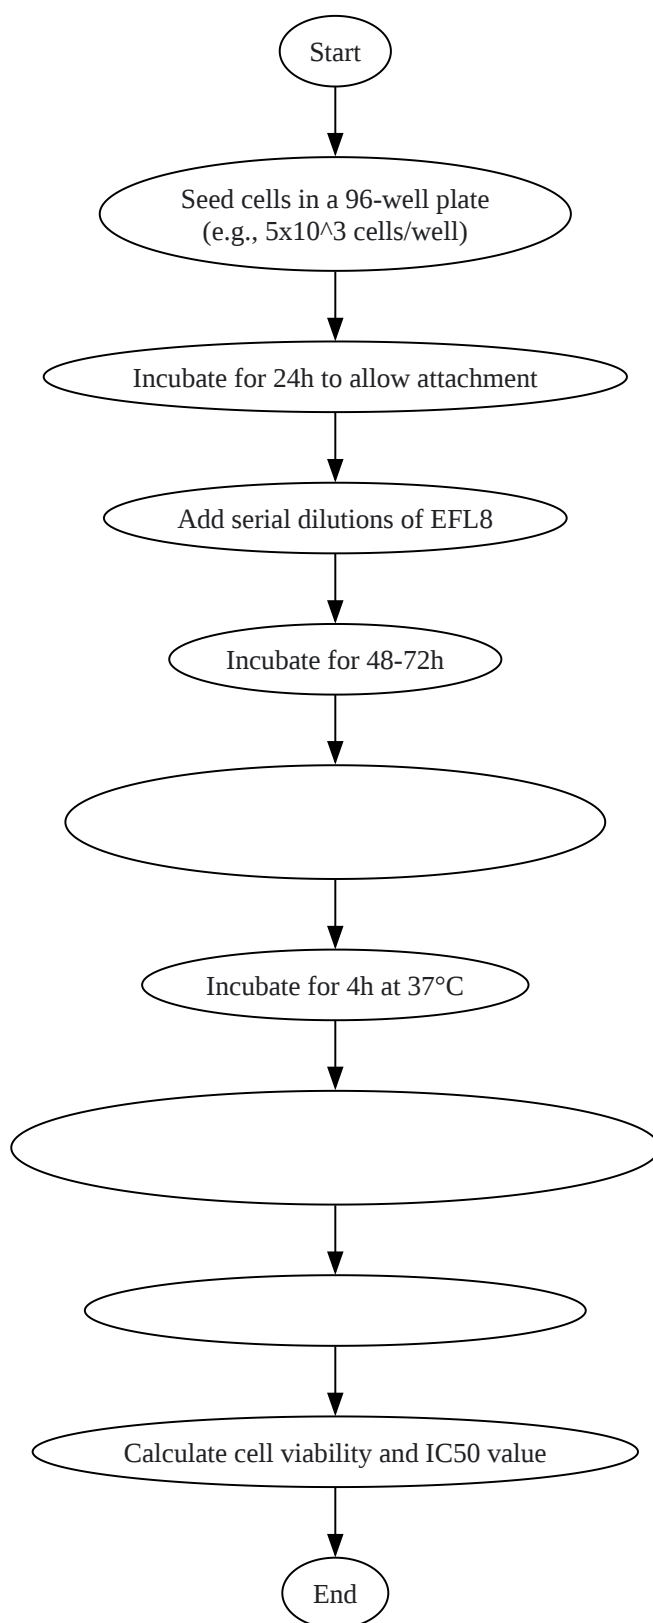 Start
Seed cells in a 96-well plate
(e.g., 5x10^3 cells/well)
Incubate for 24h to allow attachment
Add serial dilutions of EFL8
Incubate for 48-72h
Incubate for 4h at 37°C
Calculate cell viability and IC50 value
End